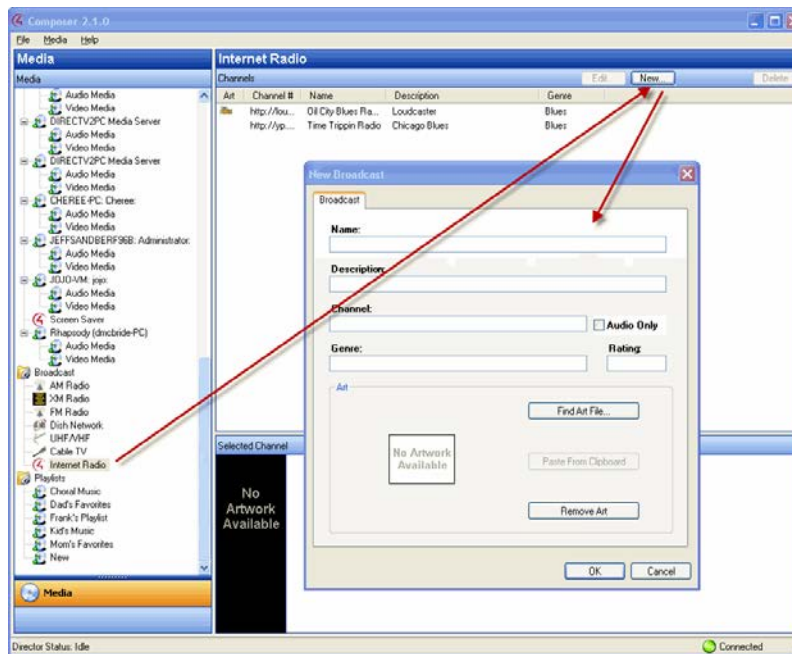 Composer 2.1.0
File Media Help
Media
Media
Audio Media
Video Media
DIRECTV2PC Media Server
Audio Media
Video Media
DIRECTV2PC Media Server
Audio Media
Video Media
CHEREE-PC: Cheree:
Audio Media
Video Media
JEFFSANDBERF96B: Administrator:
Audio Media
Video Media
JOJO-VM: jojo:
Audio Media
Video Media
Screen Saver
Rhapsody (dmcbride-PC)
Audio Media
Video Media
Broadcast
AM Radio
XM Radio
FM Radio
Dish Network
UHF/VHF
Cable TV
Internet Radio
Playlists
Choral Music
Dad's Favorites
Frank's Playlist
Kid's Music
Mom's Favorites
New
Media
Internet Radio
Channels Edit New... Delete
Art Channel # Name Description Genre
http://lou... Oil City Blues Ra... Loudcaster Blues
http://yp.... Time Trippin Radio Chicago Blues Blues
New Broadcast
Broadcast
Name:
Description:
Channel:
Audio Only
Genre: Rating:
Art
Find Art File...
No Artwork
Available
Paste From Clipboard
Remove Art
OK Cancel
Selected Channel
No
Artwork
Available
Director Status: Idle Connected